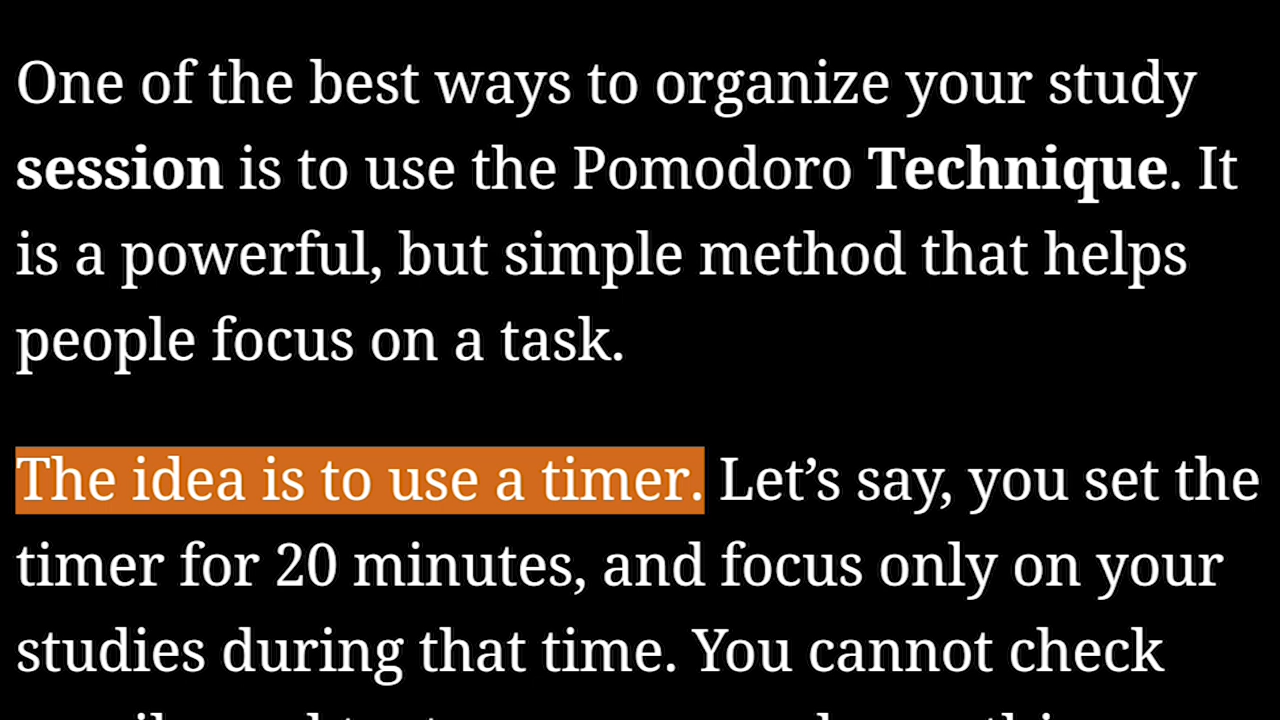 One of the best ways to organize your study
session is to use the Pomodoro Technique. It
is a powerful, but simple method that helps
people focus on a task.
The idea is to use a timer. Let’s say, you set the
timer for 20 minutes, and focus only on your
studies during that time. You cannot check